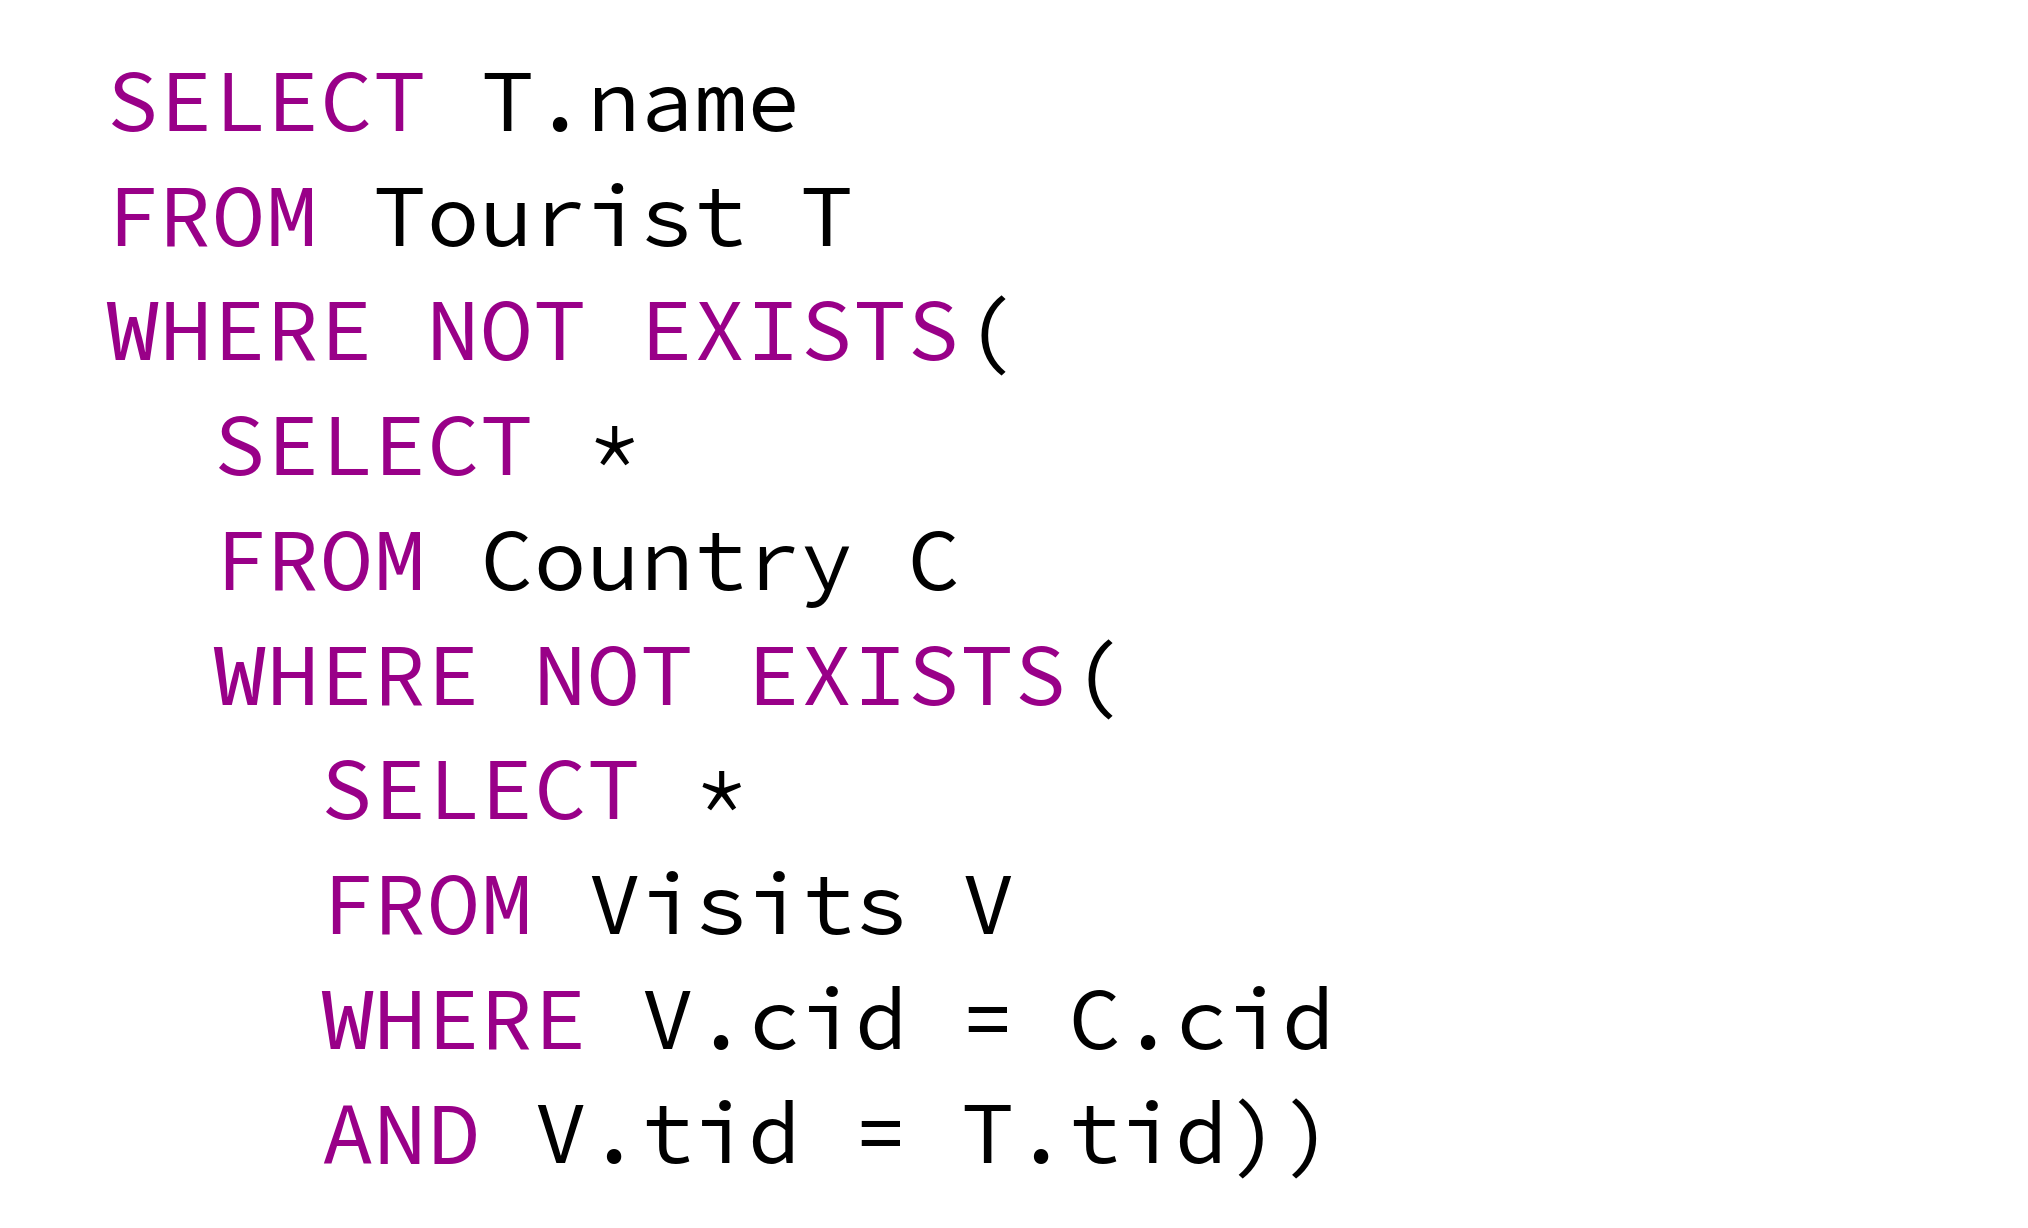 SELECT T.name
FROM Tourist T
WHERE NOT EXISTS(
SELECT *
FROM Country C
WHERE NOT EXISTS(
SELECT *
FROM Visits V
WHERE V.cid = C.cid
AND V.tid = T.tid))